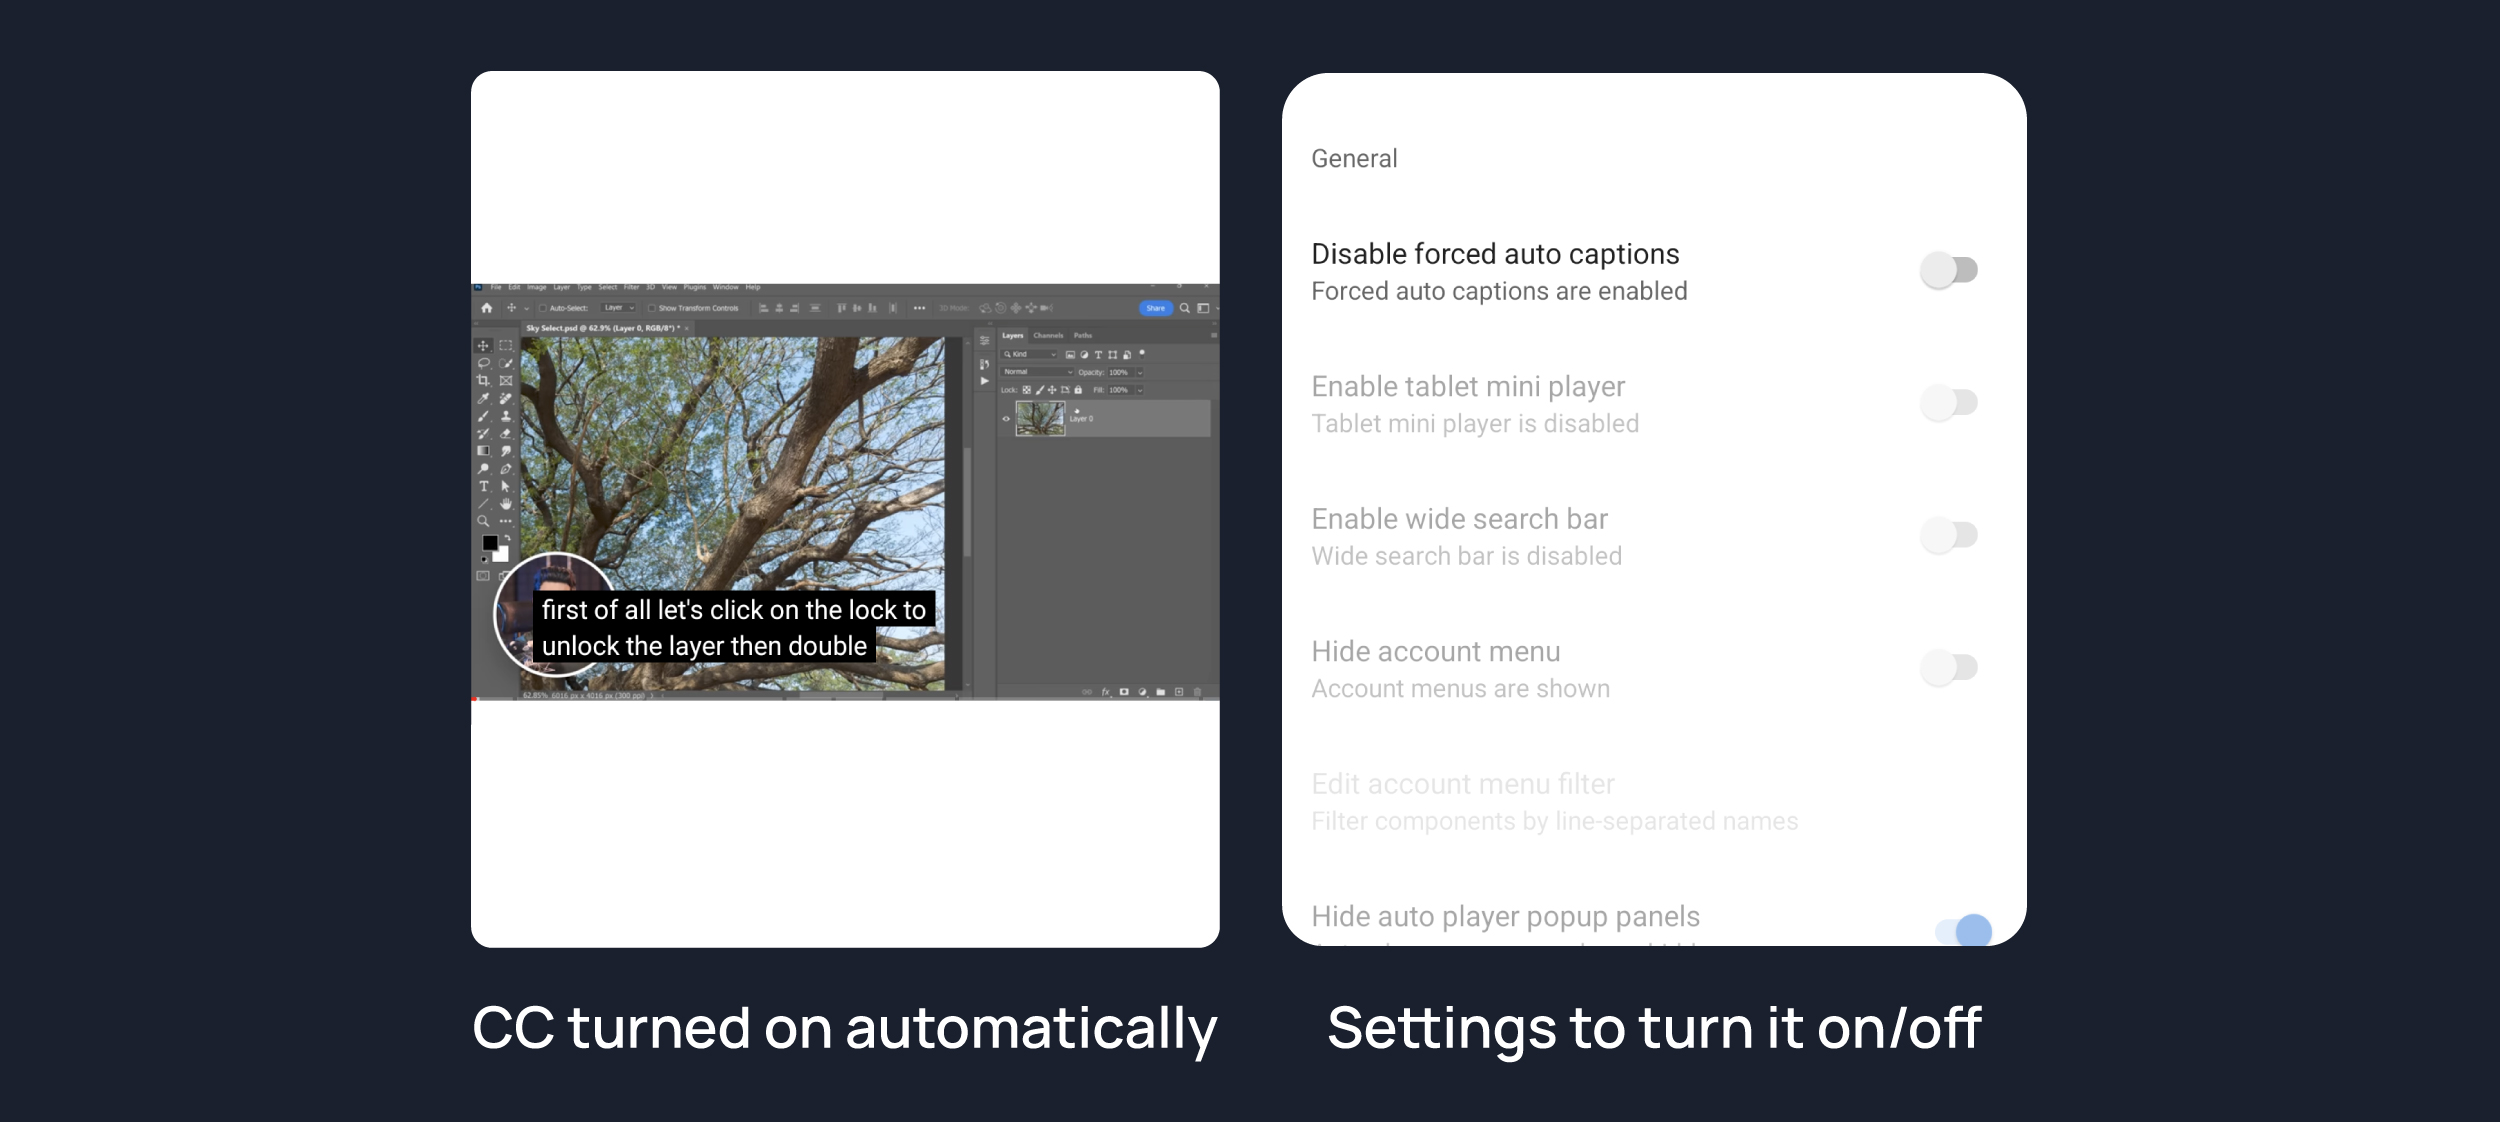 File Edit Image Layer Type Select Filter 3D View Plugins Window Help
Auto-Select: Layer Show Transform Controls 3D Mode: Share
Sky Select.psd @ 62.9% (Layer 0, RGB/8*) * ×
Layers Channels Paths
Kind
Normal Opacity: 100%
Lock: Fill: 100%
Layer 0
first of all let's click on the lock to
unlock the layer then double
62.85% 6016 px x 4016 px (300 ppi)
CC turned on automatically
General
Disable forced auto captions
Forced auto captions are enabled
Enable tablet mini player
Tablet mini player is disabled
Enable wide search bar
Wide search bar is disabled
Hide account menu
Account menus are shown
Edit account menu filter
Filter components by line-separated names
Hide auto player popup panels
Settings to turn it on/off